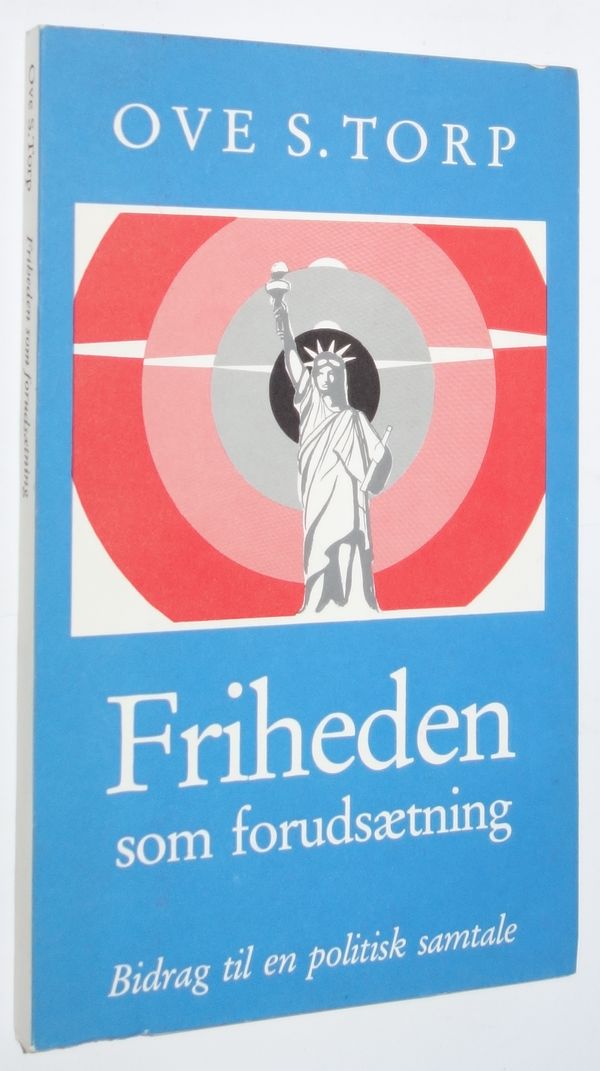 OVE S. TORP
Friheden
som forudsætning
Bidrag til en politisk samtale
Ove S. Torp Friheden som forudsætning